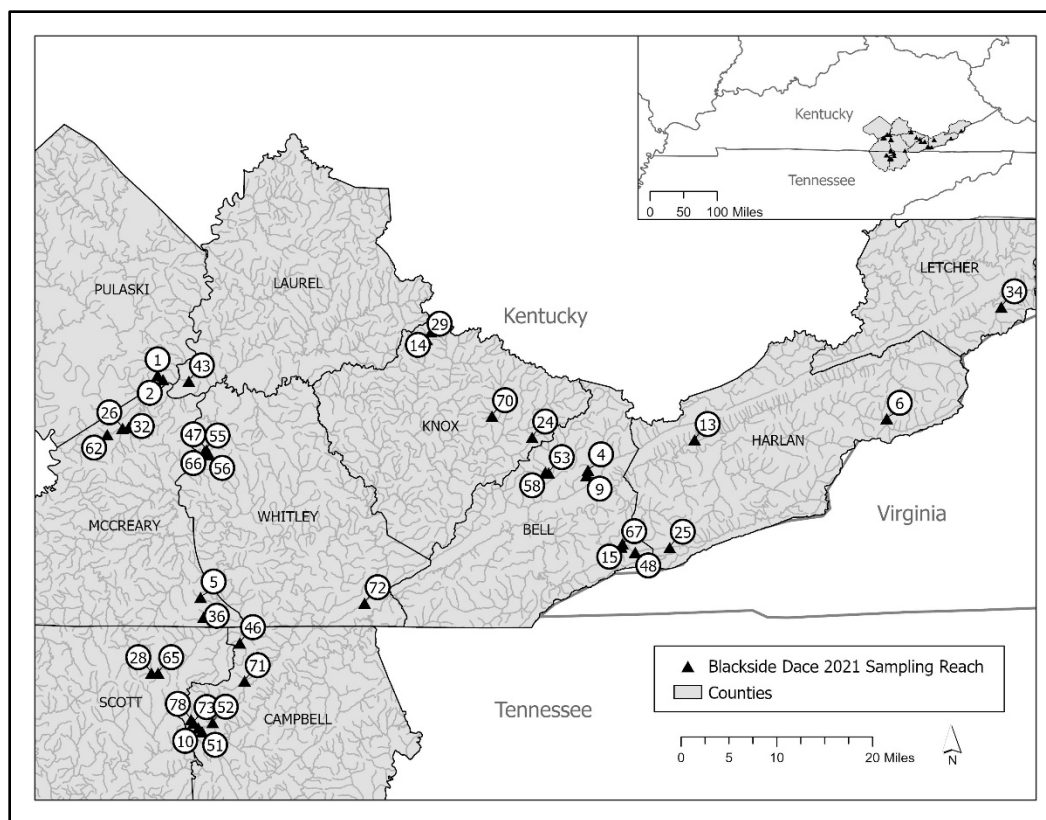 Kentucky
Tennessee
0 50 100 Miles
LETCHER
34
LAUREL
PULASKI
Kentucky
29
14
1
43
2
6
70
26
24
13
KNOX
HARLAN
32
47
55
62
66
56
53
4
58
9
MCCREARY
WHITLEY
Virginia
BELL
67
25
15
48
5
72
36
46
28
65
71
SCOTT
78
73
52
CAMPBELL
Tennessee
10
51
Blackside Dace 2021 Sampling Reach
Counties
0 5 10 20 Miles
N